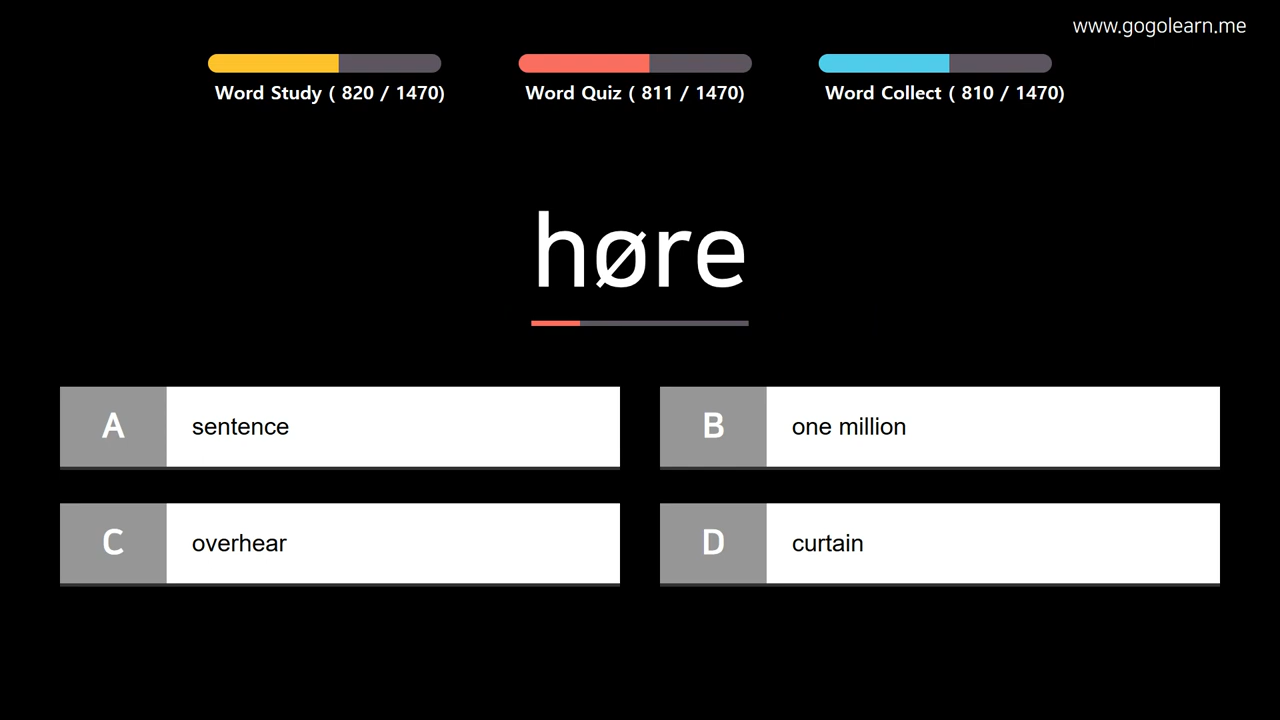 www.gogolearn.me
Word Study ( 820 / 1470)
Word Quiz ( 811 / 1470)
Word Collect ( 810 / 1470)
høre
A sentence
B one million
C overhear
D curtain